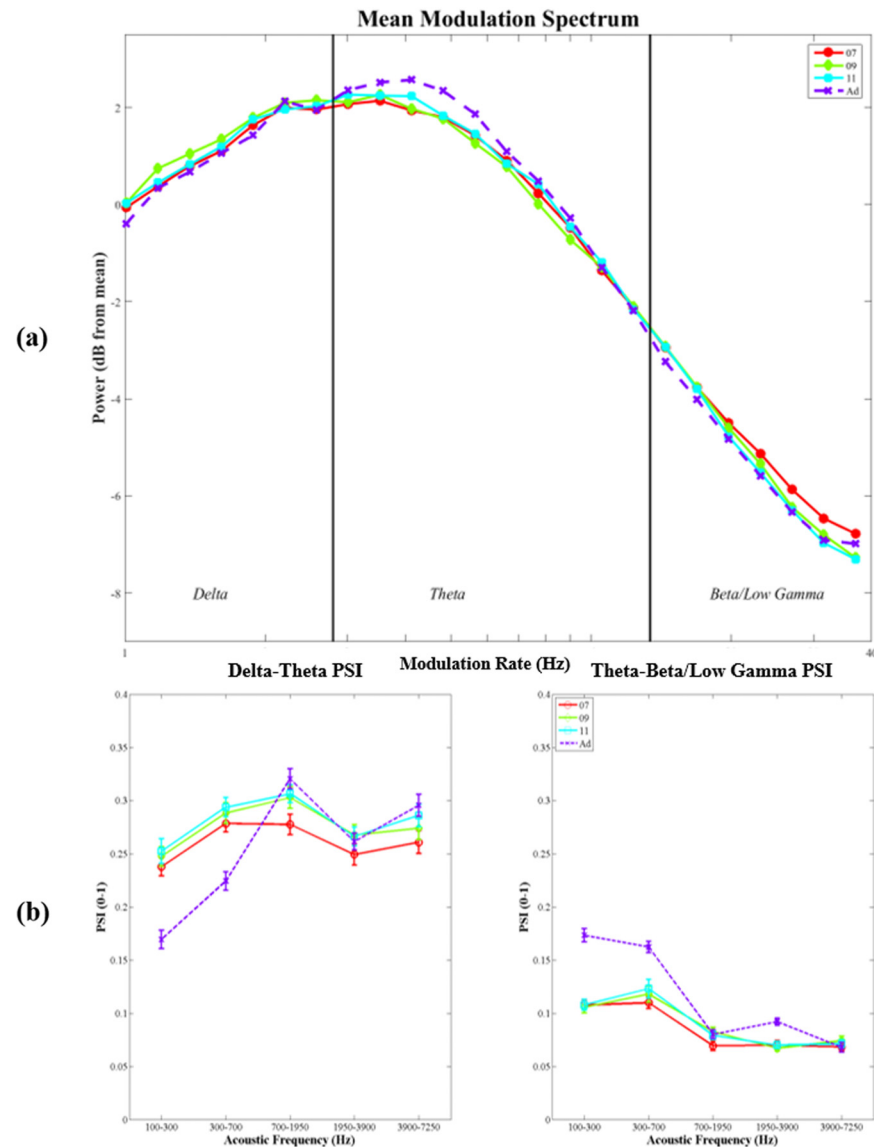 Mean Modulation Spectrum
07
09
11
Ad
2
0
-2
-4
-6
-8
Power (dB from mean)
(a)
Delta
Theta
Beta/Low Gamma
1
40
Modulation Rate (Hz)
Delta-Theta PSI
Theta-Beta/Low Gamma PSI
(b)
0.4
0.35
0.3
0.25
0.2
0.15
0.1
0.05
0
PSI (0-1)
100-300
300-700
700-1950
1950-3900
3900-7250
Acoustic Frequency (Hz)
07
09
11
Ad
0.4
0.35
0.3
0.25
0.2
0.15
0.1
0.05
0
PSI (0-1)
100-300
300-700
700-1950
1950-3900
3900-7250
Acoustic Frequency (Hz)